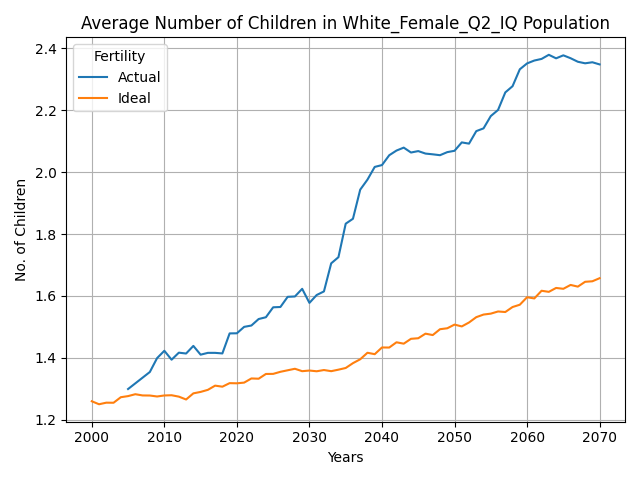 Average Number of Children in White_Female_Q2_IQ Population
Fertility
Actual
Ideal
No. of Children
2.4
2.2
2.0
1.8
1.6
1.4
1.2
2000 2010 2020 2030 2040 2050 2060 2070
Years